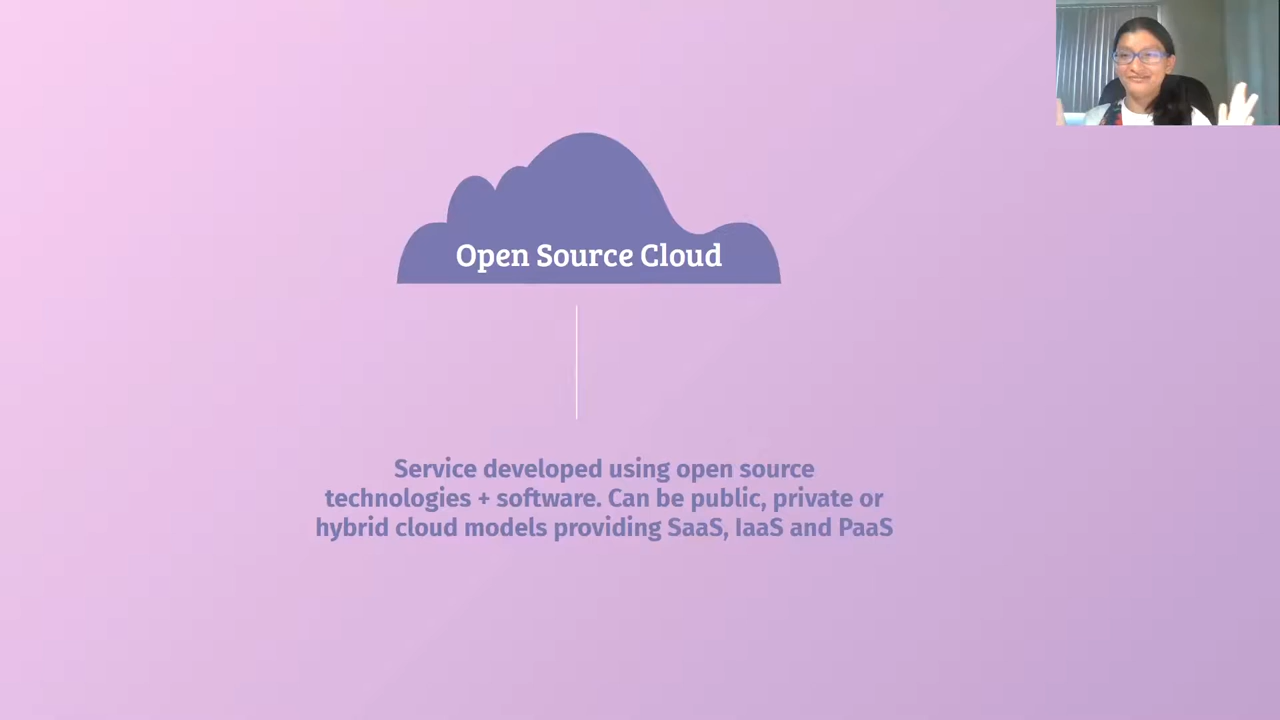 Open Source Cloud
Service developed using open source
technologies + software. Can be public, private or
hybrid cloud models providing SaaS, IaaS and PaaS